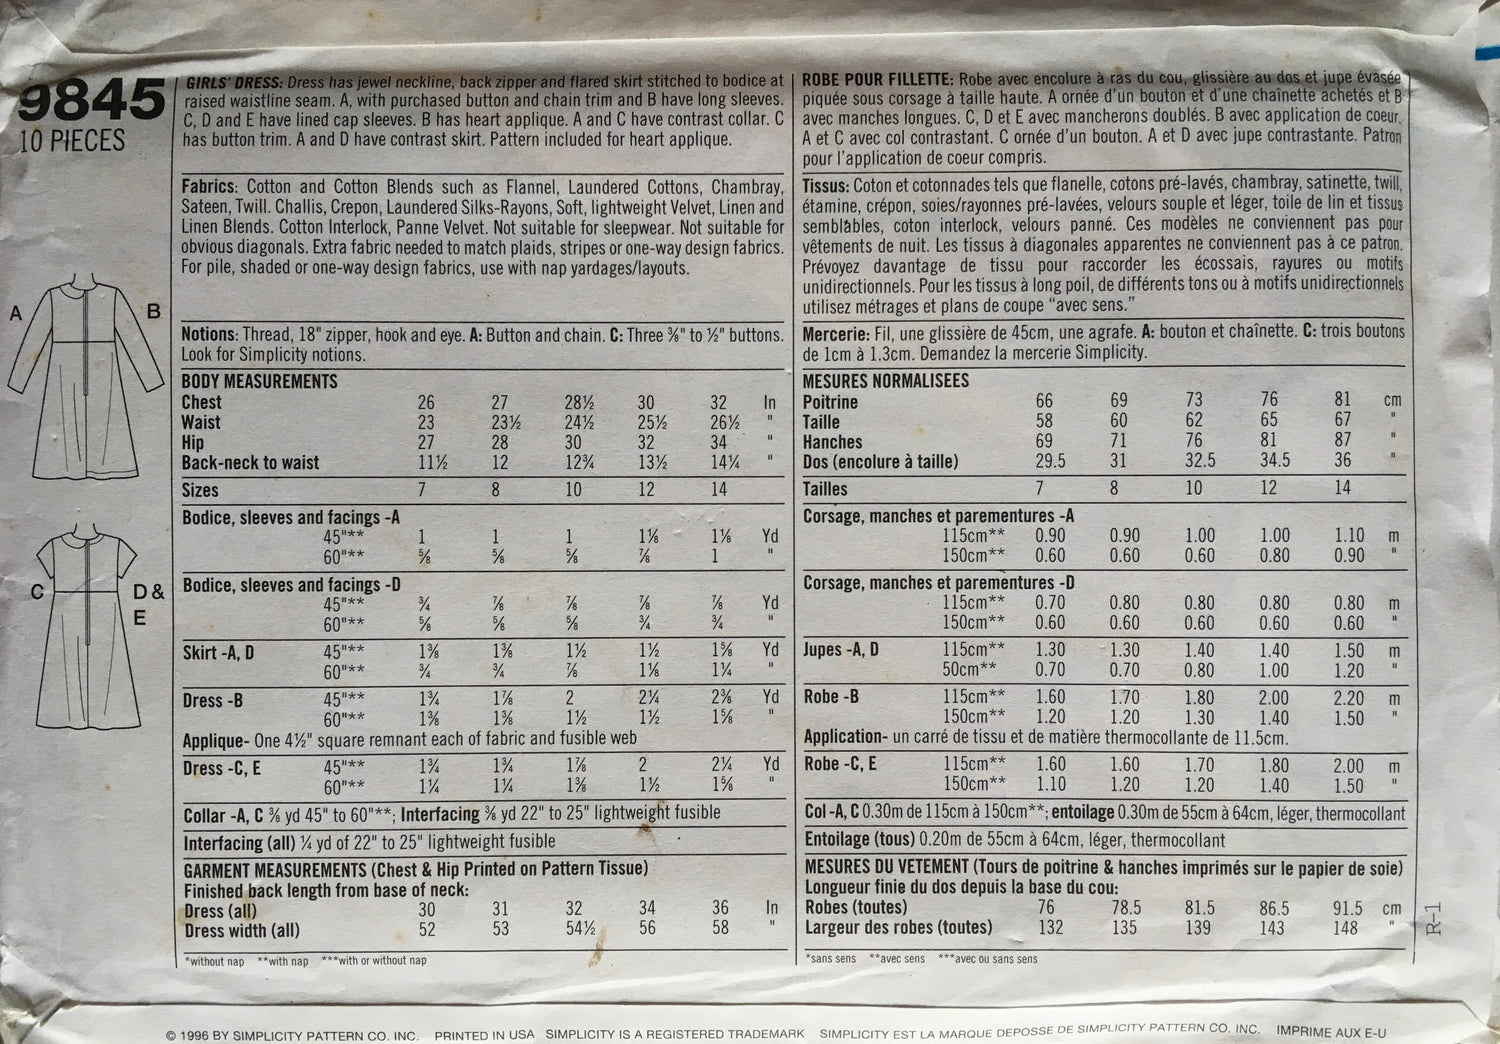 9845
10 PIECES
A
B
C
D &
E
GIRLS' DRESS: Dress has jewel neckline, back zipper and flared skirt stitched to bodice at
raised waistline seam. A, with purchased button and chain trim and B have long sleeves.
C, D and E have lined cap sleeves. B has heart applique. A and C have contrast collar. C
has button trim. A and D have contrast skirt. Pattern included for heart applique.
Fabrics: Cotton and Cotton Blends such as Flannel, Laundered Cottons, Chambray,
Sateen, Twill. Challis, Crepon, Laundered Silks-Rayons, Soft, lightweight Velvet, Linen and
Linen Blends. Cotton Interlock, Panne Velvet. Not suitable for sleepwear. Not suitable for
obvious diagonals. Extra fabric needed to match plaids, stripes or one-way design fabrics.
For pile, shaded or one-way design fabrics, use with nap yardages/layouts.
Notions: Thread, 18" zipper, hook and eye. A: Button and chain. C: Three ⅜" to ½" buttons.
Look for Simplicity notions.
BODY MEASUREMENTS
Chest 26 27 28½ 30 32 In
Waist 23 23½ 24½ 25½ 26½ "
Hip 27 28 30 32 34 "
Back-neck to waist 11½ 12 12¾ 13½ 14¼ "
Sizes 7 8 10 12 14
Bodice, sleeves and facings -A
45"** 1 1 1 1⅛ 1⅛ Yd
60"** ⅝ ⅝ ⅝ ⅞ 1 "
Bodice, sleeves and facings -D
45"** ¾ ⅞ ⅞ ⅞ ⅞ Yd
60"** ⅝ ⅝ ⅝ ¾ ¾ "
Skirt -A, D 45"** 1⅜ 1⅜ 1½ 1½ 1⅝ Yd
60"** ¾ ¾ ⅞ 1⅛ 1¼ "
Dress -B 45"** 1¾ 1⅞ 2 2¼ 2⅜ Yd
60"** 1⅜ 1⅜ 1½ 1½ 1⅝ "
Applique- One 4½" square remnant each of fabric and fusible web
Dress -C, E 45"** 1¾ 1¾ 1⅞ 2 2¼ Yd
60"** 1¼ 1¼ 1⅜ 1½ 1⅝ "
Collar -A, C ⅜ yd 45" to 60"**; Interfacing ⅜ yd 22" to 25" lightweight fusible
Interfacing (all) ¼ yd of 22" to 25" lightweight fusible
GARMENT MEASUREMENTS (Chest & Hip Printed on Pattern Tissue)
Finished back length from base of neck:
Dress (all) 30 31 32 34 36 In
Dress width (all) 52 53 54½ 56 58 "
*without nap **with nap ***with or without nap
ROBE POUR FILLETTE: Robe avec encolure à ras du cou, glissière au dos et jupe évasée
piquée sous corsage à taille haute. A ornée d'un bouton et d'une chaînette achetés et B
avec manches longues. C, D et E avec mancherons doublés. B avec application de coeur.
A et C avec col contrastant. C ornée d'un bouton. A et D avec jupe contrastante. Patron
pour l'application de coeur compris.
Tissus: Coton et cotonnades tels que flanelle, cotons pré-lavés, chambray, satinette, twill,
étamine, crépon, soies/rayonnes pré-lavées, velours souple et léger, toile de lin et tissus
semblables, coton interlock, velours panné. Ces modèles ne conviennent pas pour
vêtements de nuit. Les tissus à diagonales apparentes ne conviennent pas à ce patron.
Prévoyez davantage de tissu pour raccorder les écossais, rayures ou motifs
unidirectionnels. Pour les tissus à long poil, de différents tons ou à motifs unidirectionnels
utilisez métrages et plans de coupe "avec sens."
Mercerie: Fil, une glissière de 45cm, une agrafe. A: bouton et chaînette. C: trois boutons
de 1cm à 1.3cm. Demandez la mercerie Simplicity.
MESURES NORMALISEES
Poitrine 66 69 73 76 81 cm
Taille 58 60 62 65 67 "
Hanches 69 71 76 81 87 "
Dos (encolure à taille) 29.5 31 32.5 34.5 36 "
Tailles 7 8 10 12 14
Corsage, manches et parementures -A
115cm** 0.90 0.90 1.00 1.00 1.10 m
150cm** 0.60 0.60 0.60 0.80 0.90 "
Corsage, manches et parementures -D
115cm** 0.70 0.80 0.80 0.80 0.80 m
150cm** 0.60 0.60 0.60 0.60 0.60 "
Jupes -A, D 115cm** 1.30 1.30 1.40 1.40 1.50 m
50cm** 0.70 0.70 0.80 1.00 1.20 "
Robe -B 115cm** 1.60 1.70 1.80 2.00 2.20 m
150cm** 1.20 1.20 1.30 1.40 1.50 "
Application- un carré de tissu et de matière thermocollante de 11.5cm.
Robe -C, E 115cm** 1.60 1.60 1.70 1.80 2.00 m
150cm** 1.10 1.20 1.20 1.40 1.50 "
Col -A, C 0.30m de 115cm à 150cm**; entoilage 0.30m de 55cm à 64cm, léger, thermocollant
Entoilage (tous) 0.20m de 55cm à 64cm, léger, thermocollant
MESURES DU VETEMENT (Tours de poitrine & hanches imprimés sur le papier de soie)
Longueur finie du dos depuis la base du cou:
Robes (toutes) 76 78.5 81.5 86.5 91.5 cm
Largeur des robes (toutes) 132 135 139 143 148 "
*sans sens **avec sens ***avec ou sans sens
R-1
© 1996 BY SIMPLICITY PATTERN CO. INC. PRINTED IN USA SIMPLICITY IS A REGISTERED TRADEMARK SIMPLICITY EST LA MARQUE DEPOSSE DE SIMPLICITY PATTERN CO. INC. IMPRIME AUX E-U